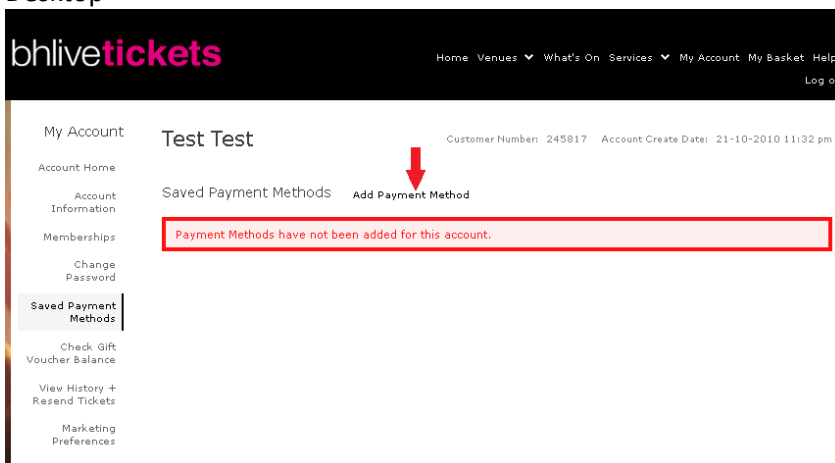 Desktop
bhlivetickets
Home Venues What's On Services My Account My Basket Help
Log o
My Account
Test Test
Customer Number: 245817 Account Create Date: 21-10-2010 11:32 pm
Account Home
Account
Information
Saved Payment Methods Add Payment Method
Memberships
Payment Methods have not been added for this account.
Change
Password
Saved Payment
Methods
Check Gift
Voucher Balance
View History +
Resend Tickets
Marketing
Preferences